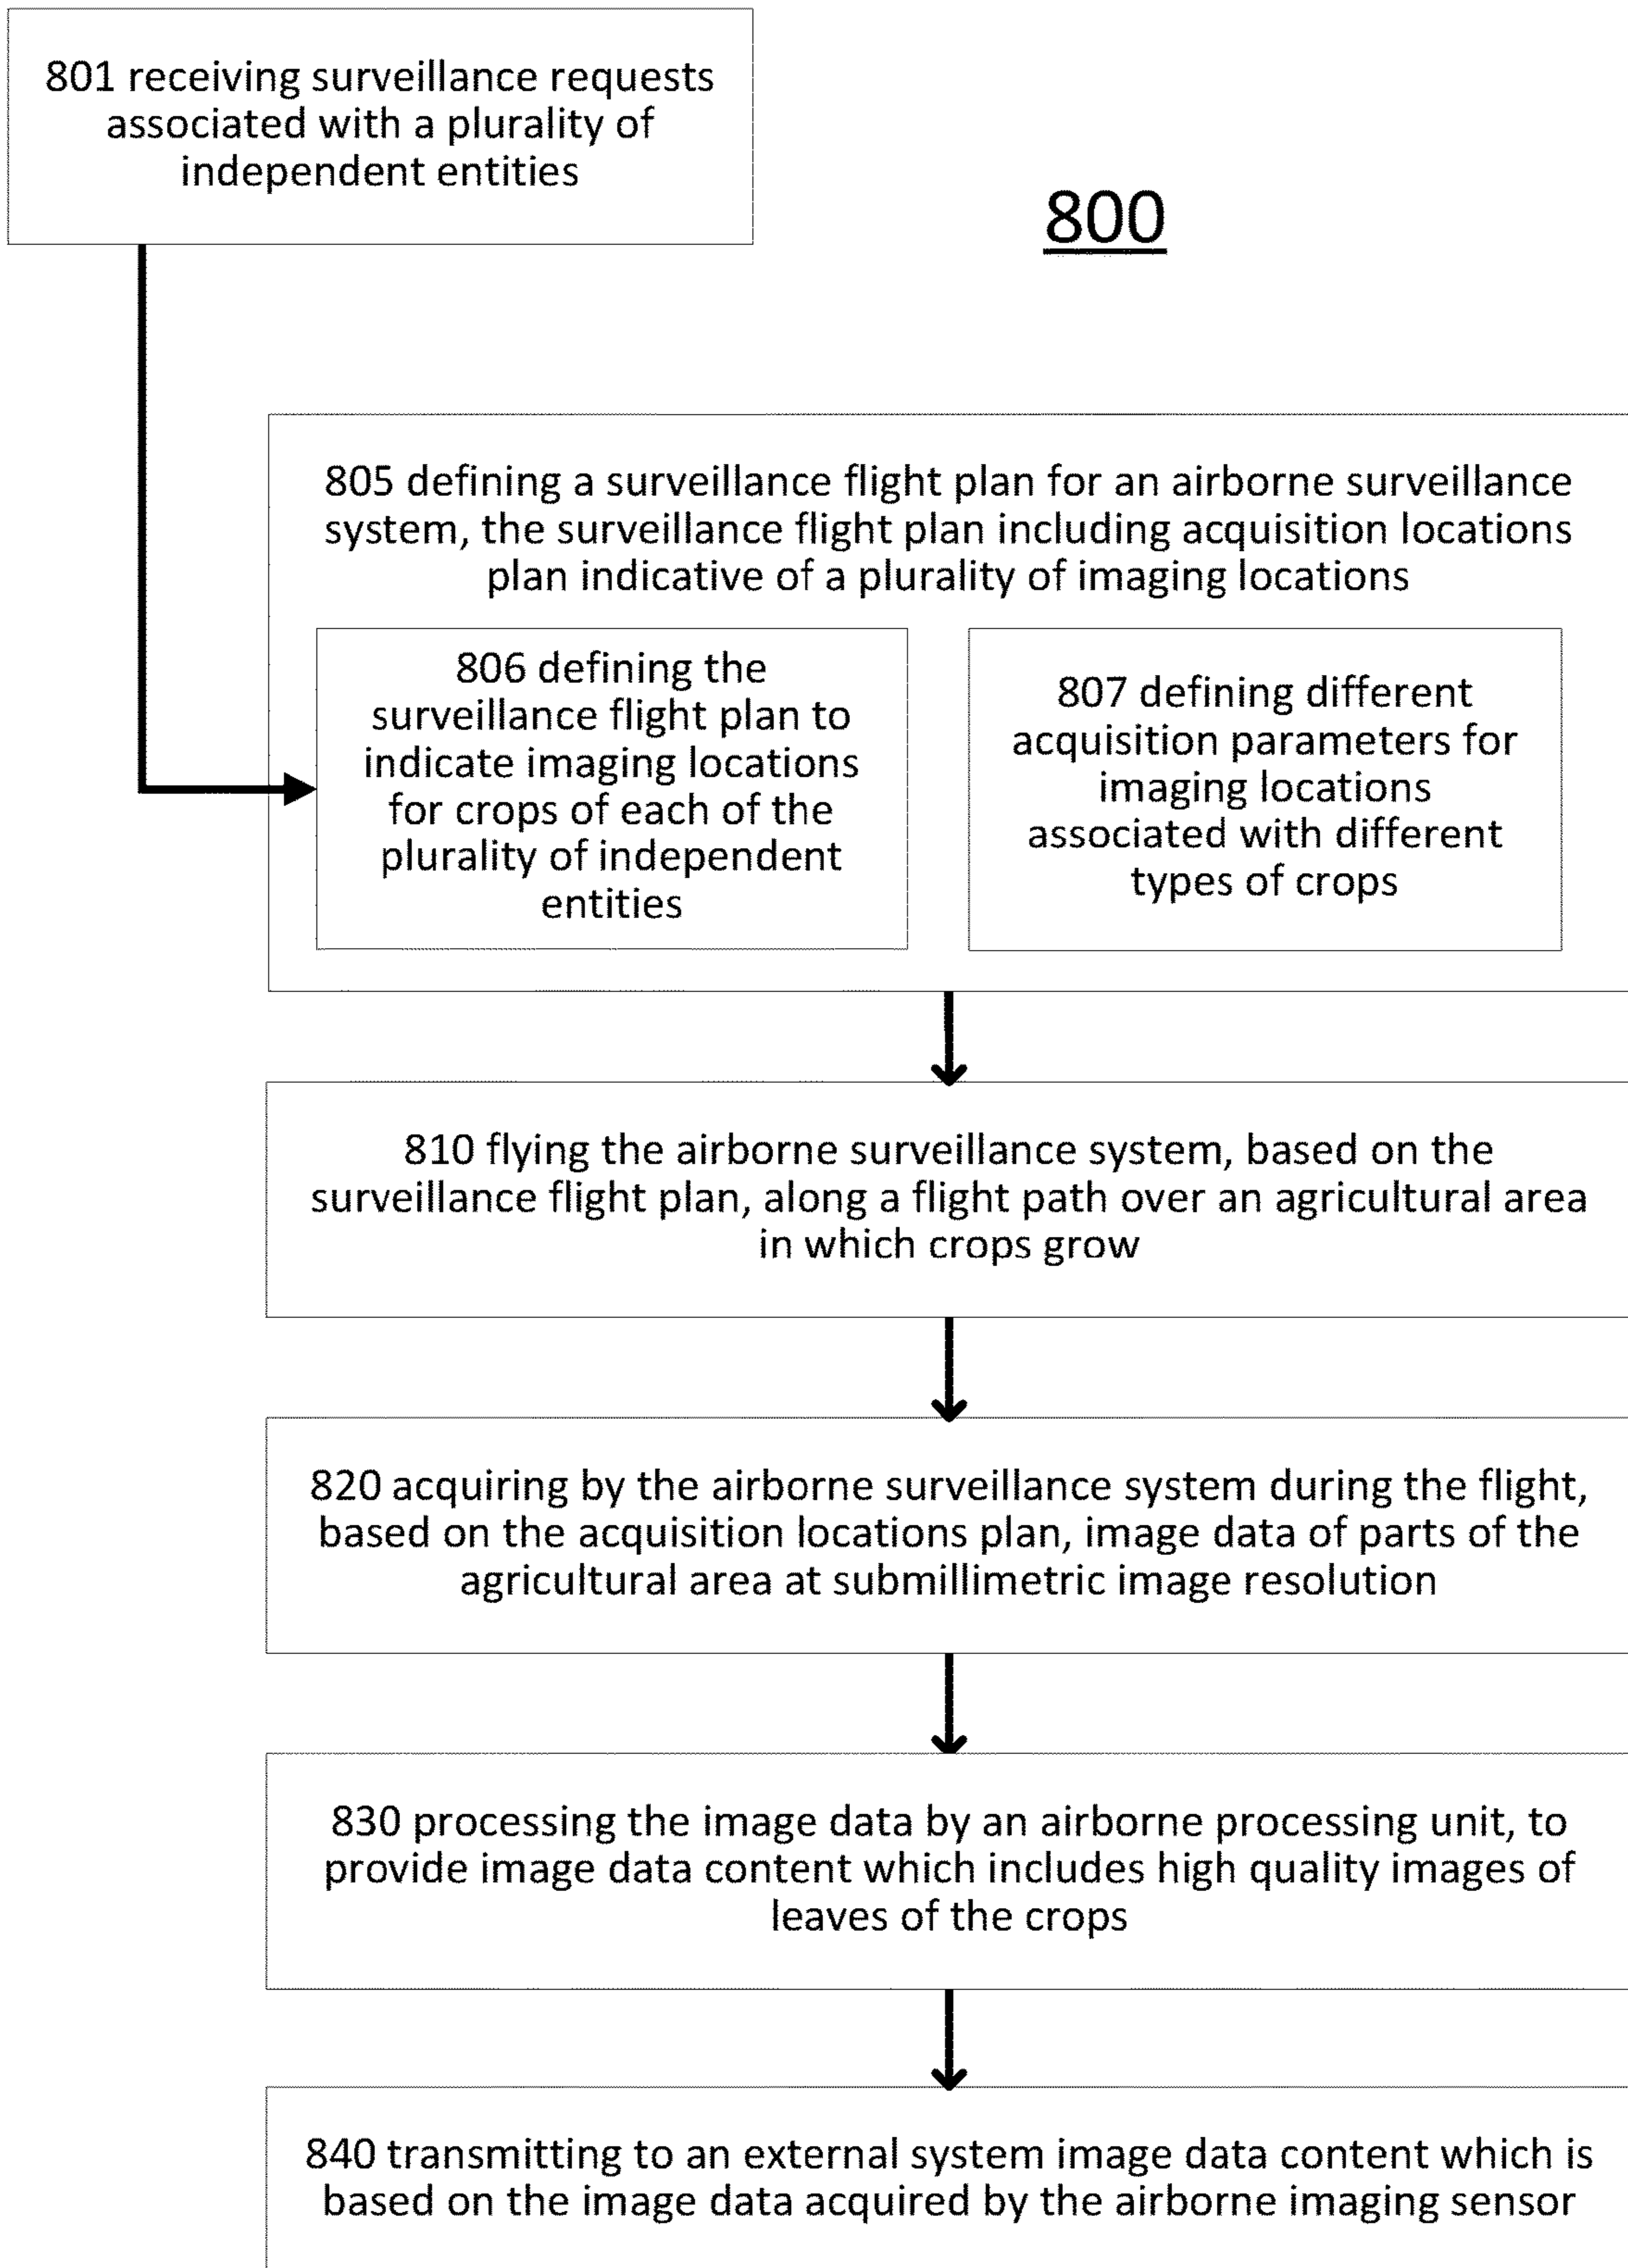 801 receiving surveillance requests
associated with a plurality of
independent entities
800
805 defining a surveillance flight plan for an airborne surveillance
system, the surveillance flight plan including acquisition locations
plan indicative of a plurality of imaging locations
806 defining the
surveillance flight plan to
indicate imaging locations
for crops of each of the
plurality of independent
entities
807 defining different
acquisition parameters for
imaging locations
associated with different
types of crops
810 flying the airborne surveillance system, based on the
surveillance flight plan, along a flight path over an agricultural area
in which crops grow
820 acquiring by the airborne surveillance system during the flight,
based on the acquisition locations plan, image data of parts of the
agricultural area at submillimetric image resolution
830 processing the image data by an airborne processing unit, to
provide image data content which includes high quality images of
leaves of the crops
840 transmitting to an external system image data content which is
based on the image data acquired by the airborne imaging sensor